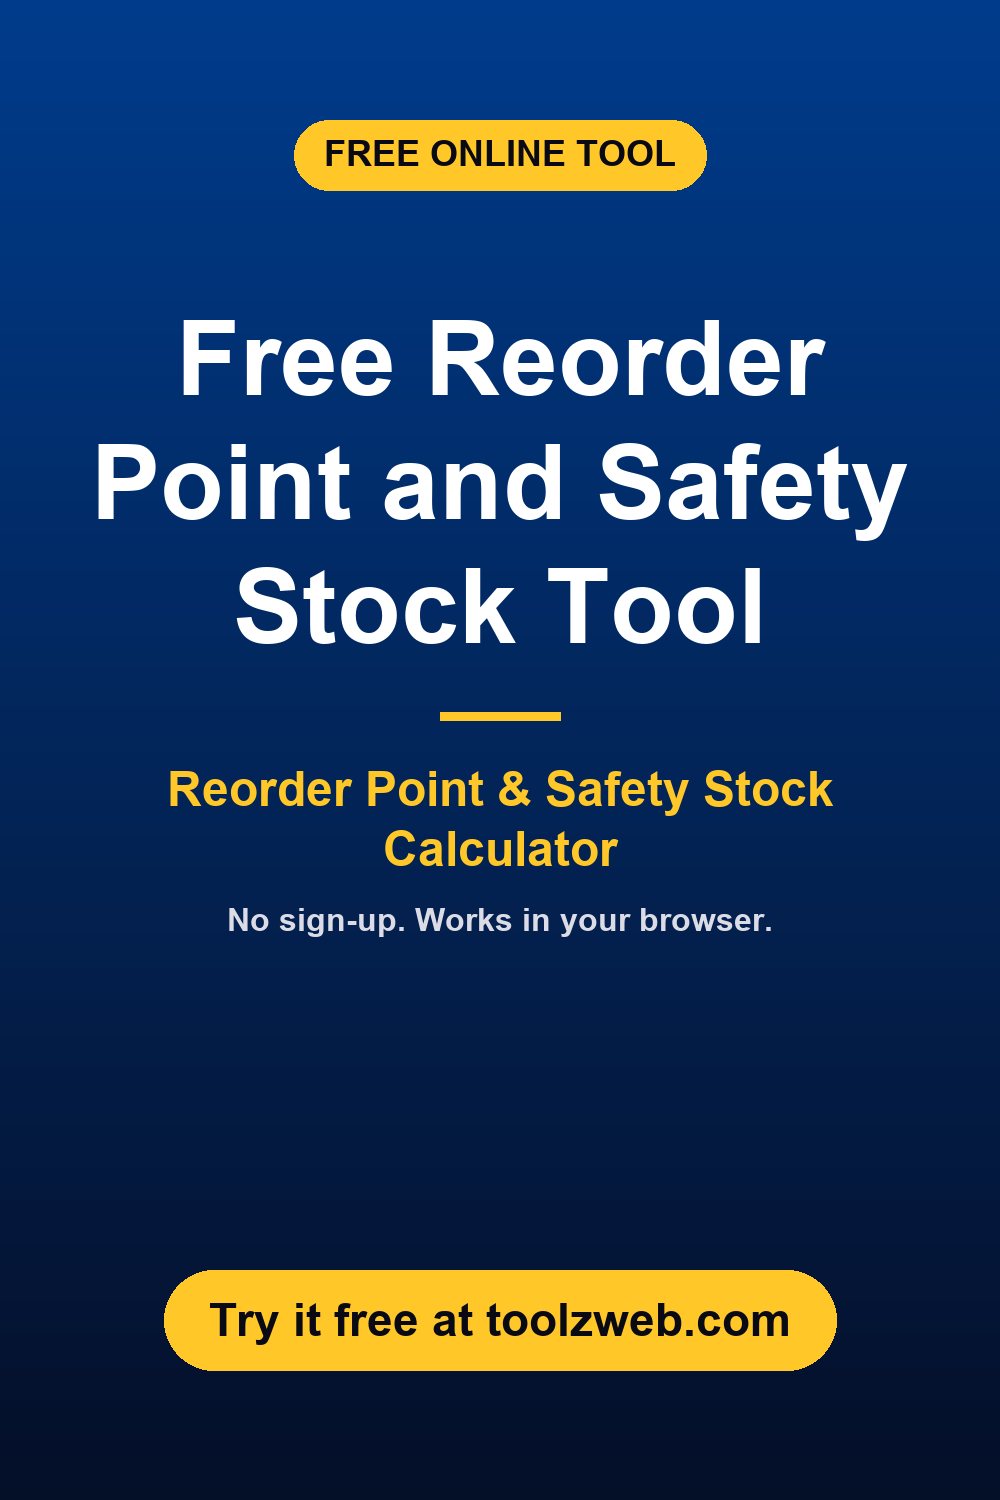 FREE ONLINE TOOL
Free Reorder
Point and Safety
Stock Tool
Reorder Point & Safety Stock
Calculator
No sign-up. Works in your browser.
Try it free at toolzweb.com